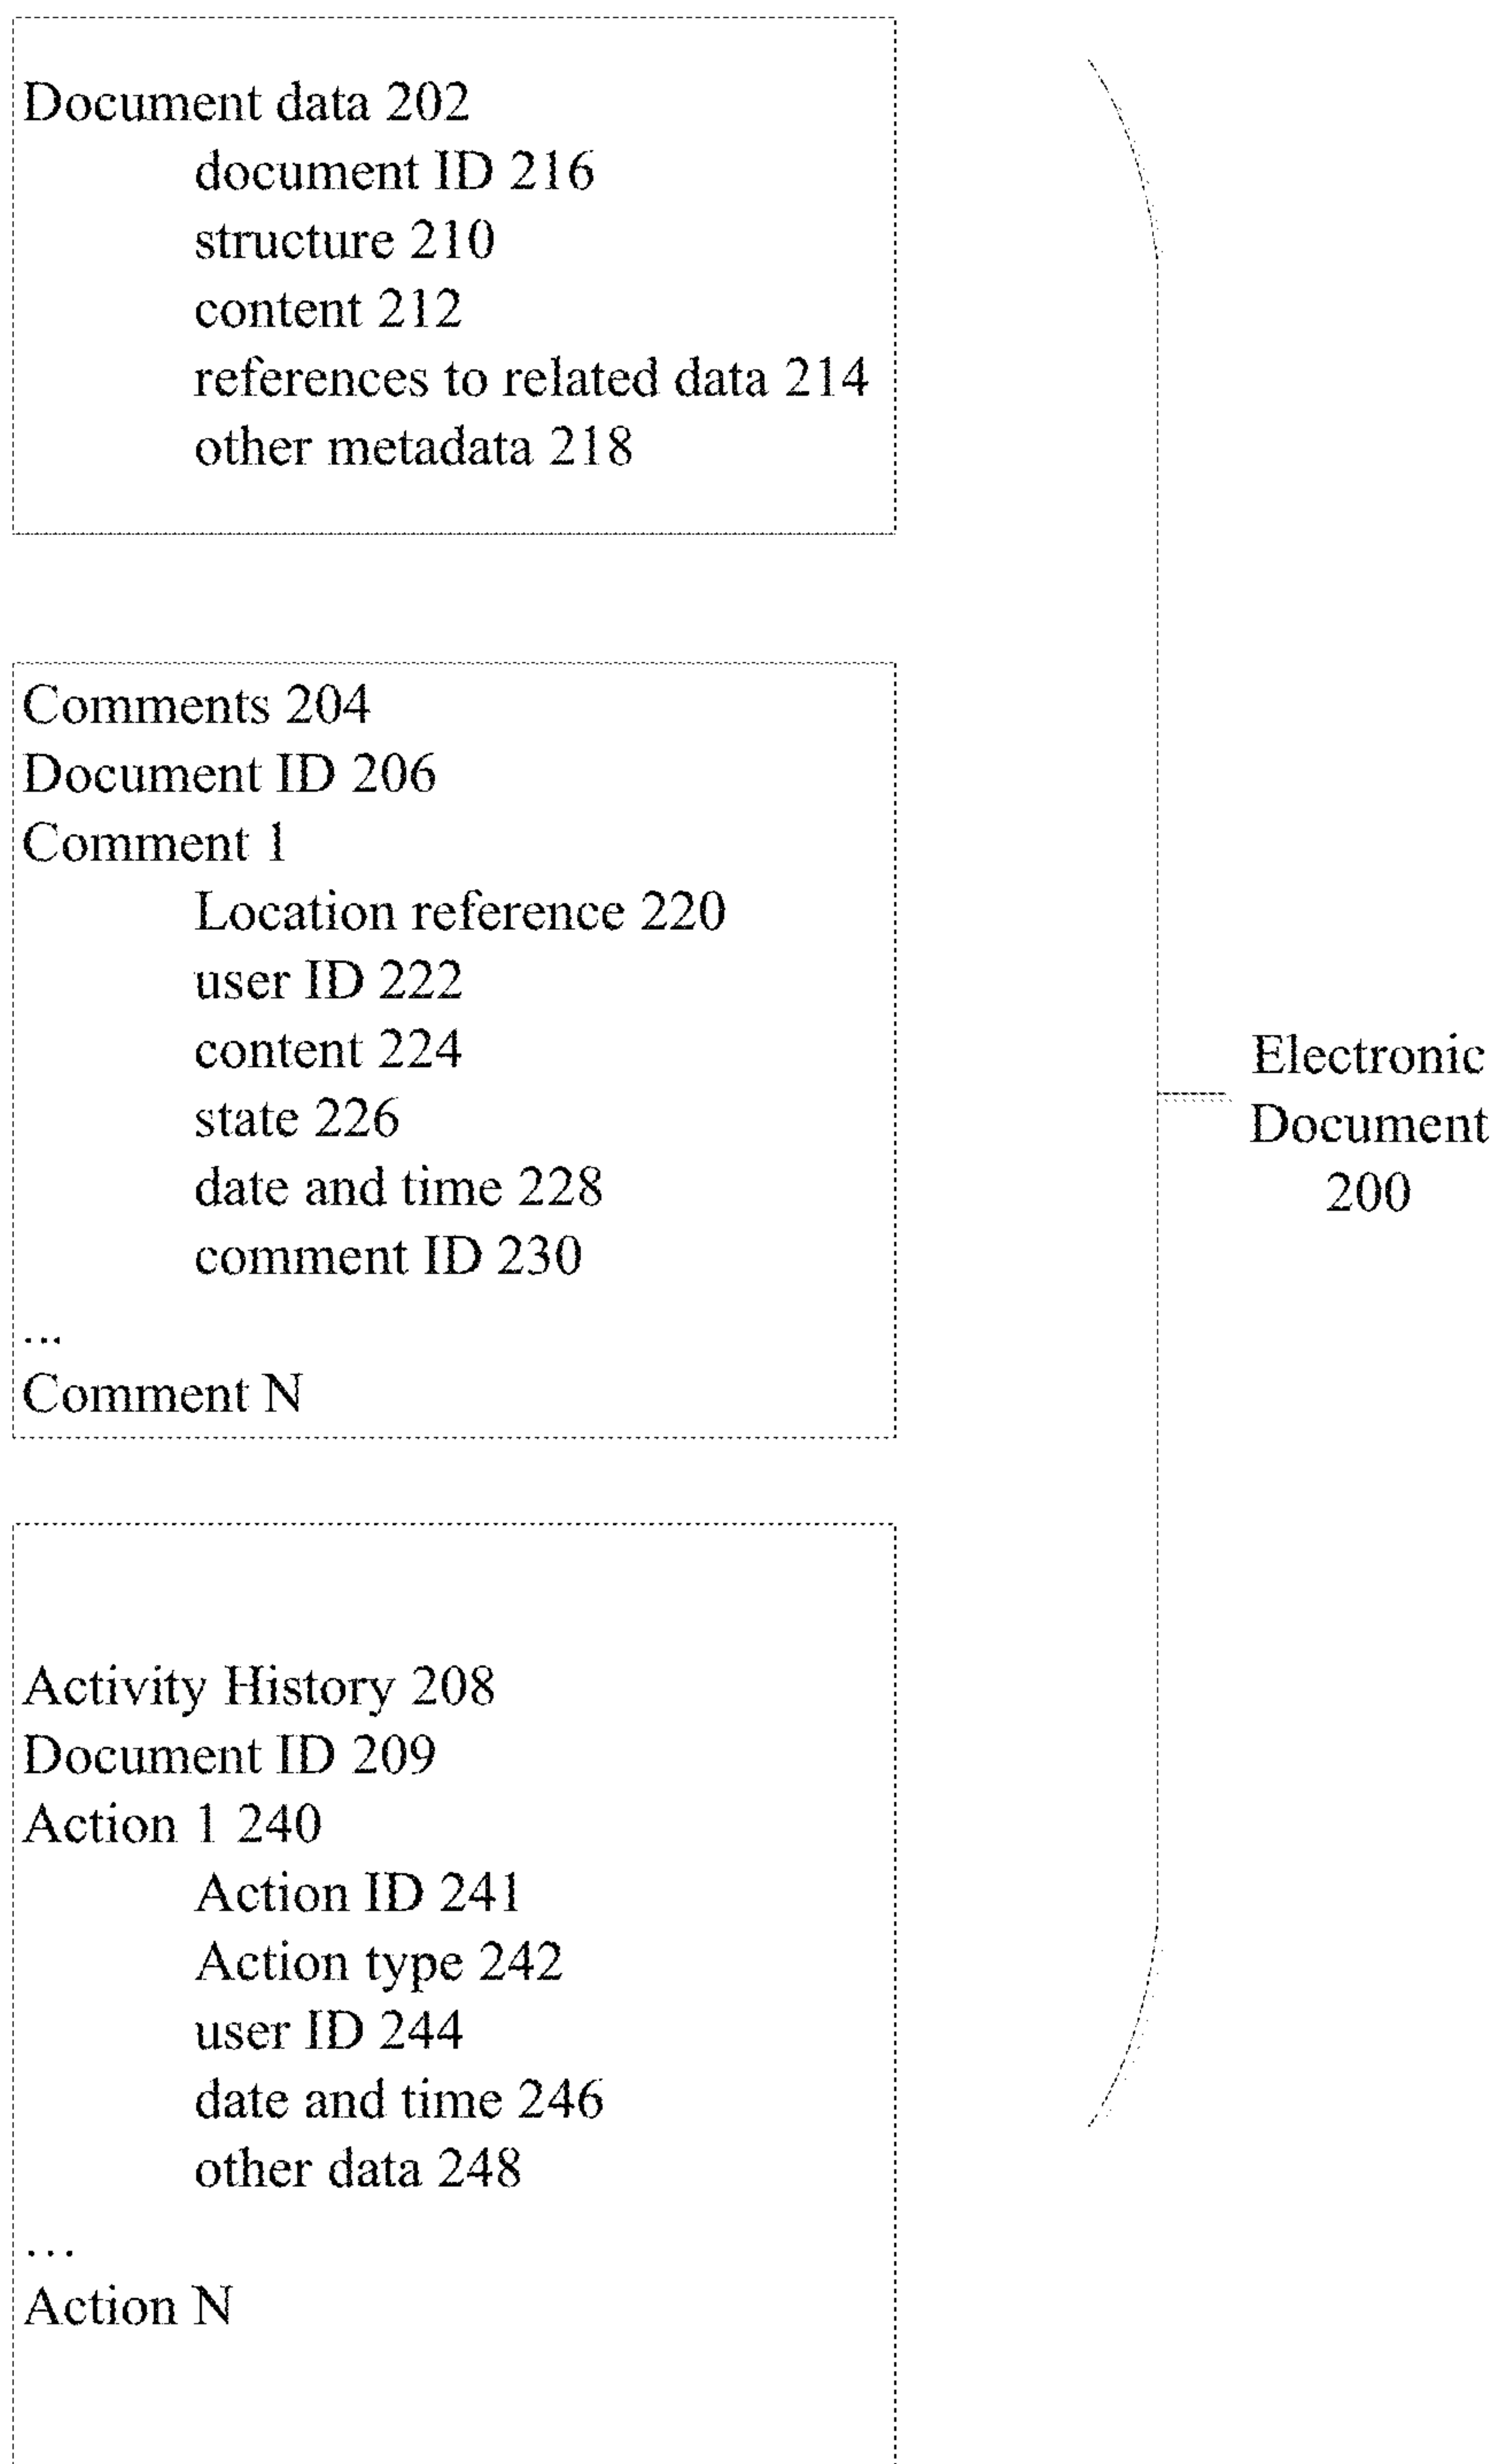 Document data 202
document ID 216
structure 210
content 212
references to related data 214
other metadata 218
Comments 204
Document ID 206
Comment 1
Location reference 220
user ID 222
content 224
state 226
date and time 228
comment ID 230
...
Comment N
Activity History 208
Document ID 209
Action 1 240
Action ID 241
Action type 242
user ID 244
date and time 246
other data 248
...
Action N
Electronic
Document
200